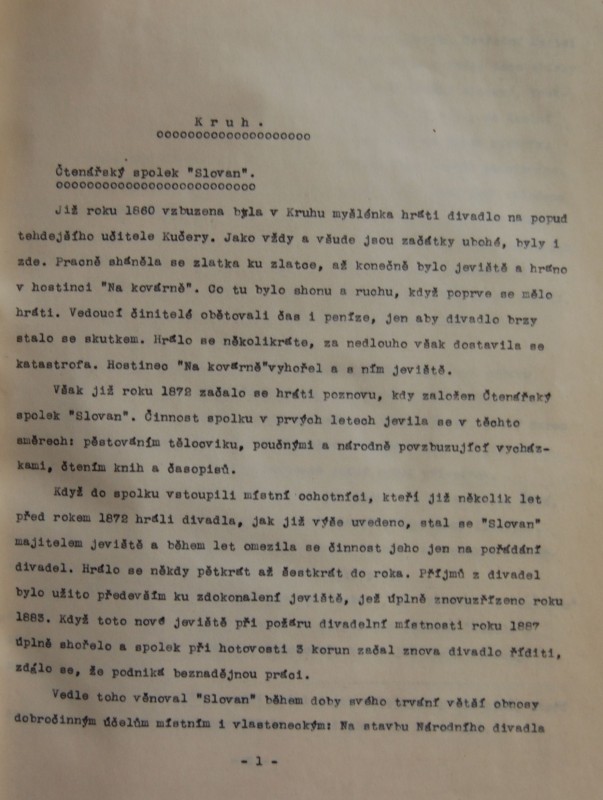 K r u h .
oooooooooooooooooooo
Čtenářský spolek "Slovan".
oooooooooooooooooooooooooo
Již roku 1860 vzbuzena byla v Kruhu myšlénka hráti divadlo na popud
tehdejšího učitele Kučery. Jako vždy a všude jsou začátky ubohé, byly i
zde. Pracně sháněla se zlatka ku zlatce, až konečně bylo jeviště a hráno
v hostinci "Na kovárně". Co tu bylo shonu a ruchu, když poprve se mělo
hráti. Vedoucí činitelé obětovali čas i peníze, jen aby divadlo brzy
stalo se skutkem. Hrálo se několikráte, za nedlouho však dostavila se
katastrofa. Hostinec "Na kovárně"vyhořel a s ním jeviště.
Však již roku 1872 začalo se hráti poznovu, kdy založen Čtenářský
spolek "Slovan". Činnost spolku v prvých letech jevila se v těchto
směrech: pěstováním tělocviku, poučnými a národně povzbuzující vycház-
kami, čtením knih a časopisů.
Když do spolku vstoupili místní ochotníci, kteří již několik let
před rokem 1872 hráli divadla, jak již výše uvedeno, stal se "Slovan"
majitelem jeviště a během let omezila se činnost jeho jen na pořádání
divadel. Hrálo se někdy pětkrát až šestkrát do roka. Příjmů z divadel
bylo užito především ku zdokonalení jeviště, jež úplně znovuzřízeno roku
1883. Když toto nové jeviště při požáru divadelní místnosti roku 1887
úplně shořelo a spolek při hotovosti 3 korun začal znova divadlo říditi,
zdálo se, že podniká beznadějnou práci.
Vedle toho věnoval "Slovan" během doby svého trvání větší obnosy
dobročinným účelům místním i vlasteneckým: Na stavbu Národního divadla
- 1 -